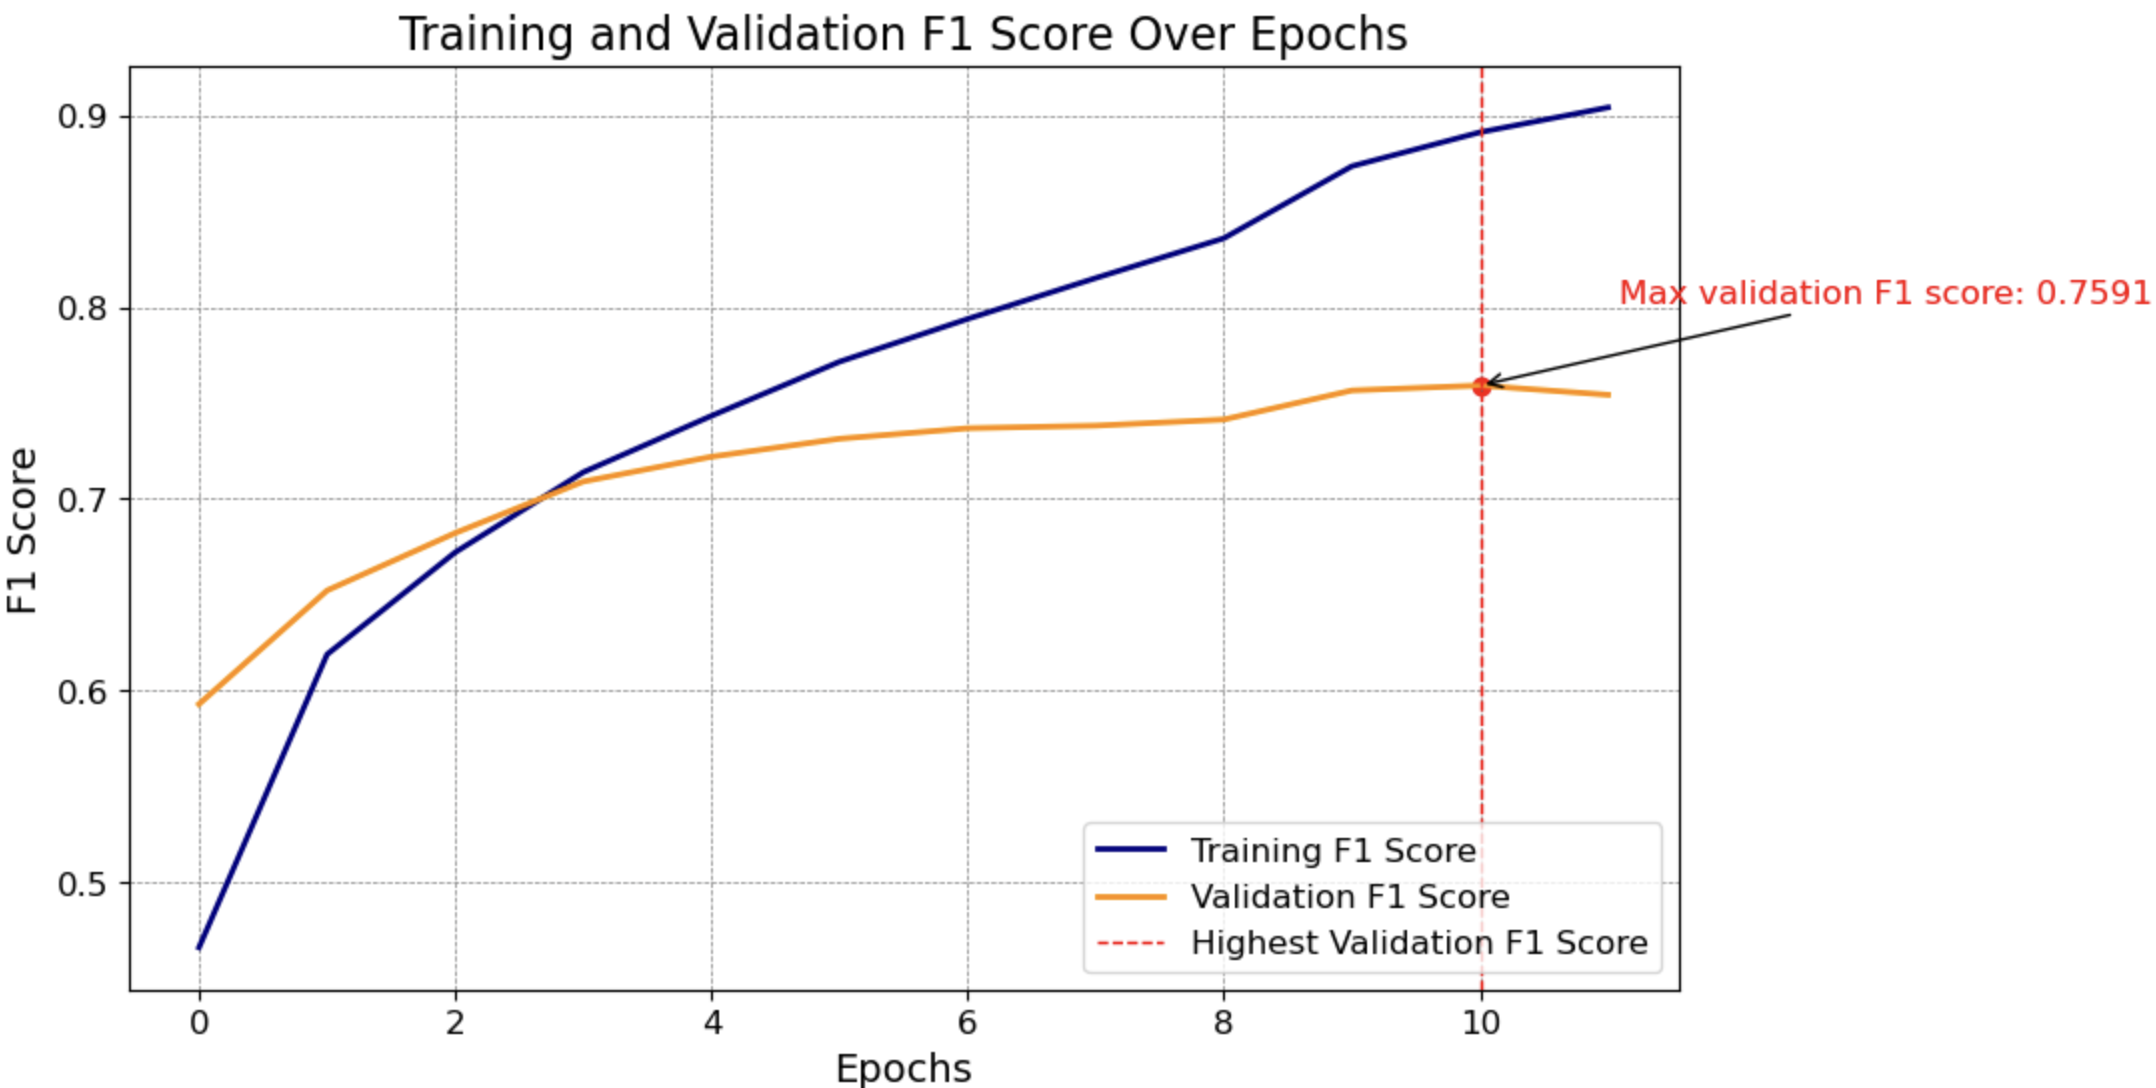 Training and Validation F1 Score Over Epochs
0.9
0.8
0.7
0.6
0.5
F1 Score
Max validation F1 score: 0.7591
Training F1 Score
Validation F1 Score
Highest Validation F1 Score
0 2 4 6 8 10
Epochs